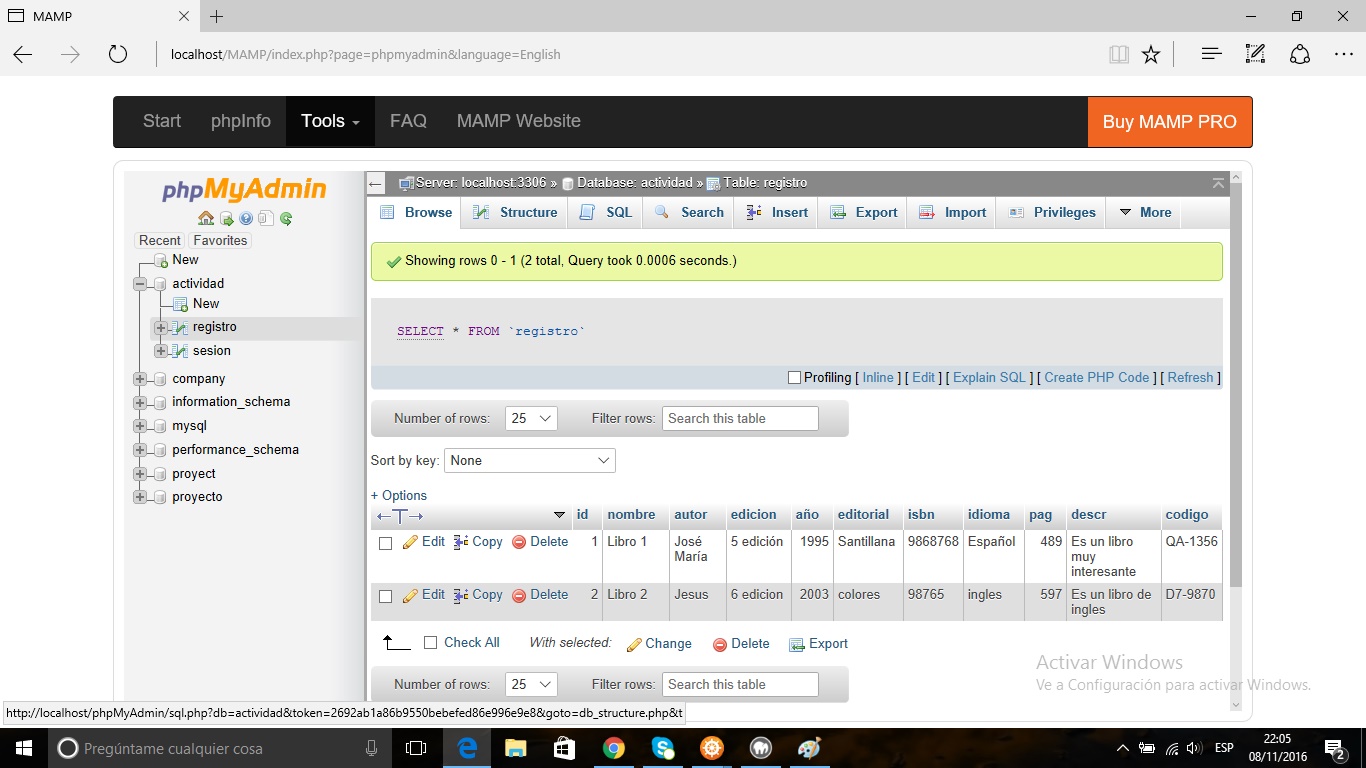 MAMP
localhost/MAMP/index.php?page=phpmyadmin&language=English
Start phpInfo Tools FAQ MAMP Website Buy MAMP PRO
phpMyAdmin
Recent Favorites
New
actividad
New
registro
sesion
company
information_schema
mysql
performance_schema
proyect
proyecto
Server: localhost:3306 » Database: actividad » Table: registro
Browse Structure SQL Search Insert Export Import Privileges More
Showing rows 0 - 1 (2 total, Query took 0.0006 seconds.)
SELECT * FROM `registro`
Profiling [ Inline ] [ Edit ] [ Explain SQL ] [ Create PHP Code ] [ Refresh ]
Number of rows: 25 Filter rows: Search this table
Sort by key: None
+ Options
id nombre autor edicion año editorial isbn idioma pag descr codigo
Edit Copy Delete 1 Libro 1 José María 5 edición 1995 Santillana 9868768 Español 489 Es un libro muy interesante QA-1356
Edit Copy Delete 2 Libro 2 Jesus 6 edicion 2003 colores 98765 ingles 597 Es un libro de ingles D7-9870
Check All With selected: Change Delete Export
Number of rows: 25 Filter rows: Search this table
Activar Windows
Ve a Configuración para activar Windows.
http://localhost/phpMyAdmin/sql.php?db=actividad&token=2692ab1a86b9550bebefed86e996e9e8&goto=db_structure.php&t
Pregúntame cualquier cosa
ESP
22:05
08/11/2016
2